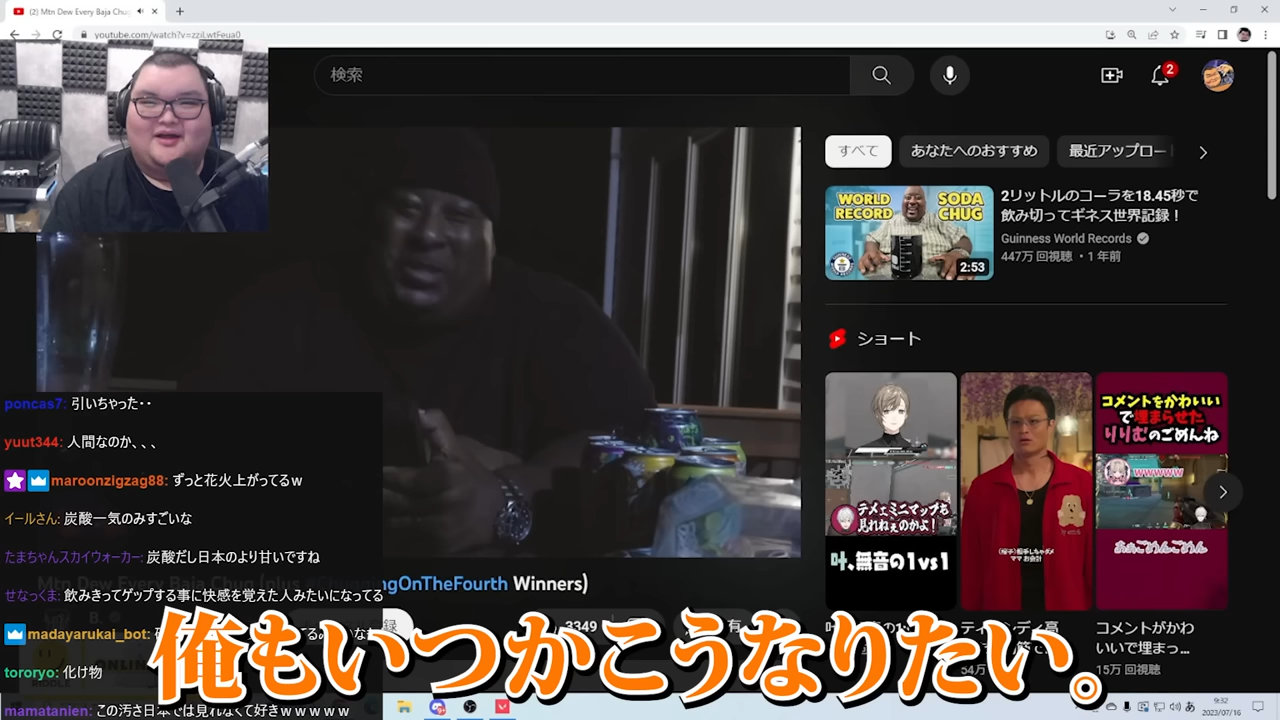 (2) Mtn Dew Every Baja Chug
youtube.com/watch?v=zziLwtFeua0
検索
2
すべて
あなたへのおすすめ
最近アップロー
WORLD RECORD
SODA CHUG
2:53
2リットルのコーラを18.45秒で
飲み切ってギネス世界記録！
Guinness World Records
447万 回視聴 ・1 年前
ショート
テメェミニマップも
見れねぇのかよ！
叶、無音の1vs1
コメントをかわいい
で埋まらせた
りりむのごめんね
wwwww
ああごめんごめん
コメントがかわ
いいで埋まっ...
15万 回視聴
poncas7: 引いちゃった・・
yuut344: 人間なのか、、、
maroonzigzag88: ずっと花火上がってるw
イールさん: 炭酸一気のみすごいな
たまちゃんスカイウォーカー: 炭酸だし日本のより甘いですね
Mtn Dew Every Baja Chug (plus
ngOnTheFourth Winners)
せなっくま: 飲みきってゲップする事に快感を覚えた人みたいになってる
madayarukai_bot:
3349
tororyo: 化け物
mamatanien: この汚さ日本では見れなくて好きｗｗｗｗｗ
俺もいつかこうなりたい。
9:32
2023/07/16